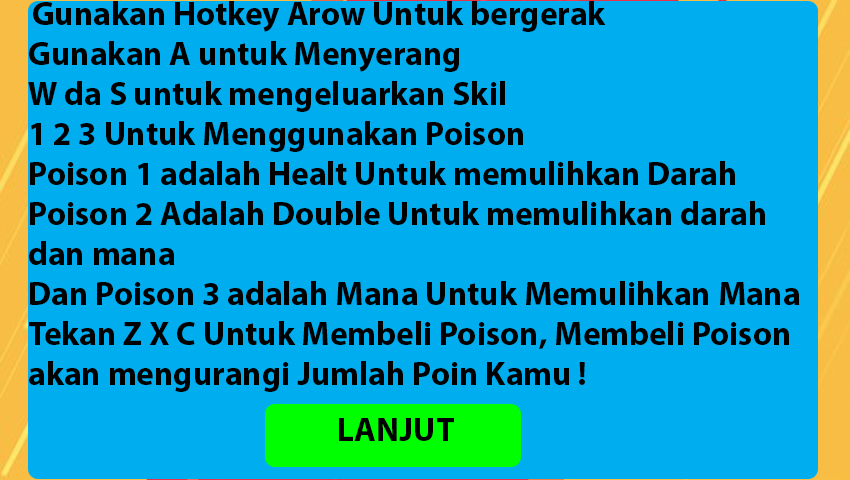 Gunakan Hotkey Arow Untuk bergerak
Gunakan A untuk Menyerang
W da S untuk mengeluarkan Skil
1 2 3 Untuk Menggunakan Poison
Poison 1 adalah Healt Untuk memulihkan Darah
Poison 2 Adalah Double Untuk memulihkan darah
dan mana
Dan Poison 3 adalah Mana Untuk Memulihkan Mana
Tekan Z X C Untuk Membeli Poison, Membeli Poison
akan mengurangi Jumlah Poin Kamu !
LANJUT